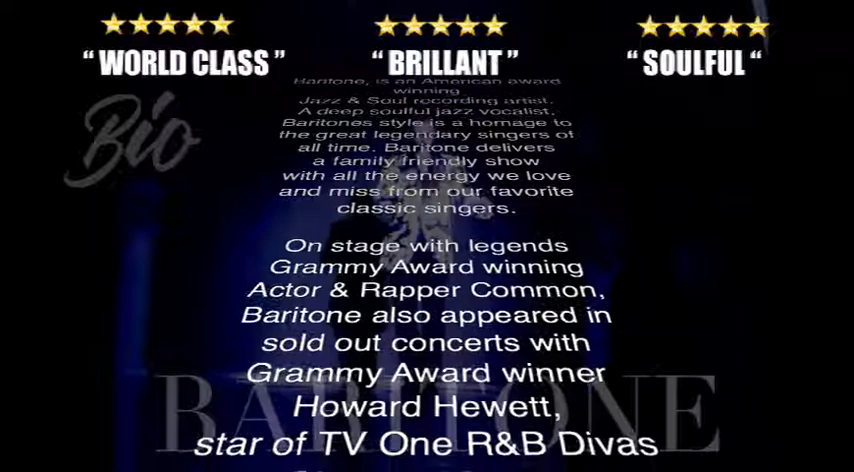 “ WORLD CLASS ”
“ BRILLANT ”
“ SOULFUL “
Bio
Baritone, is an American award
winning
Jazz & Soul recording artist.
A deep soulful jazz vocalist,
Baritones style is a homage to
the great legendary singers of
all time. Baritone delivers
a family friendly show
with all the energy we love
and miss from our favorite
classic singers.
On stage with legends
Grammy Award winning
Actor & Rapper Common,
Baritone also appeared in
sold out concerts with
Grammy Award winner
Howard Hewett,
star of TV One R&B Divas
BARITONE